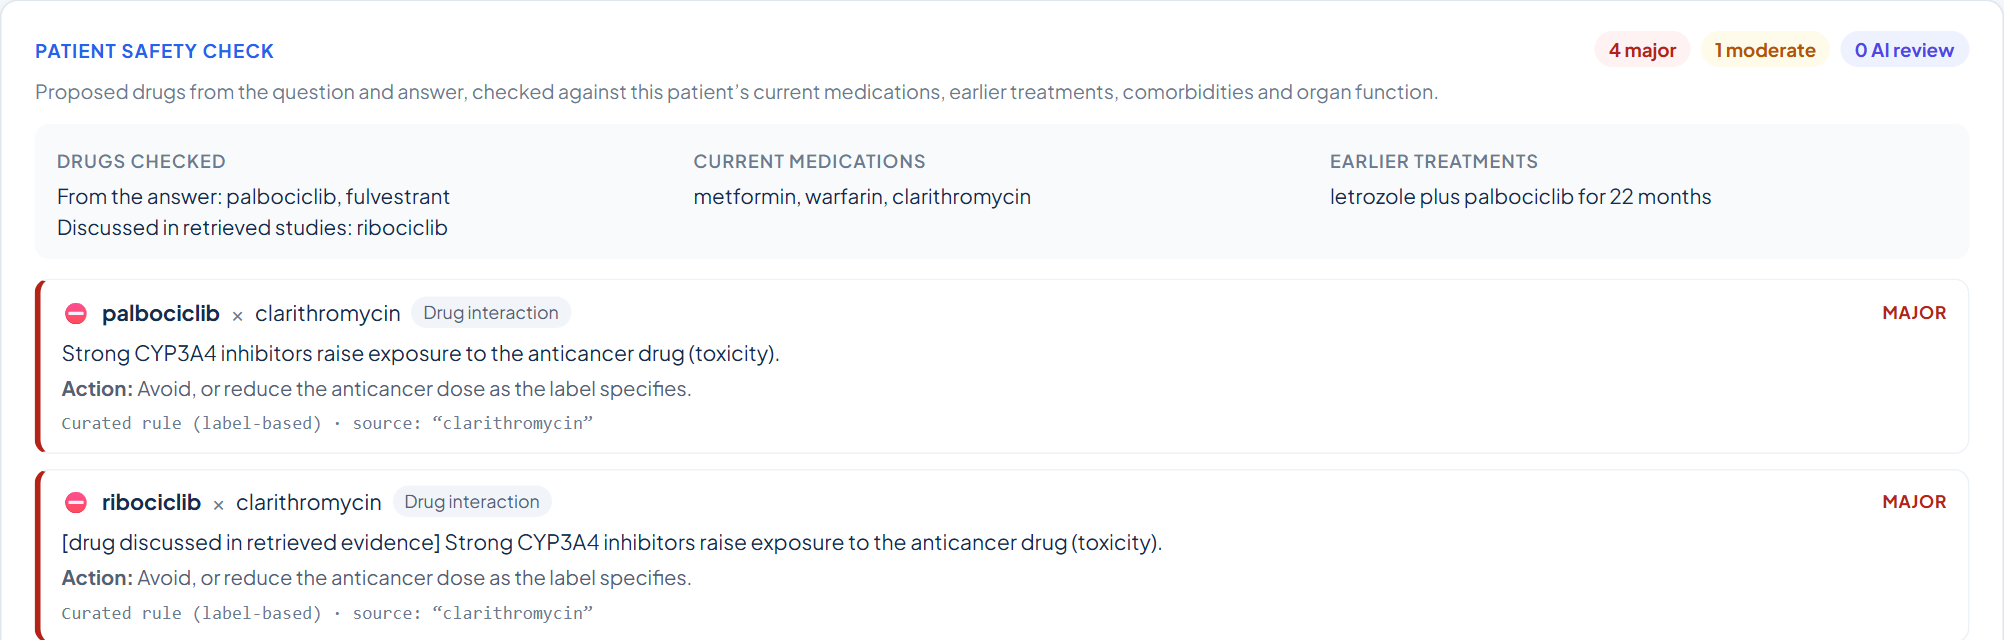 PATIENT SAFETY CHECK
4 major
1 moderate
0 AI review
Proposed drugs from the question and answer, checked against this patient’s current medications, earlier treatments, comorbidities and organ function.
DRUGS CHECKED
From the answer: palbociclib, fulvestrant
Discussed in retrieved studies: ribociclib
CURRENT MEDICATIONS
metformin, warfarin, clarithromycin
EARLIER TREATMENTS
letrozole plus palbociclib for 22 months
palbociclib × clarithromycin Drug interaction MAJOR
Strong CYP3A4 inhibitors raise exposure to the anticancer drug (toxicity).
Action: Avoid, or reduce the anticancer dose as the label specifies.
Curated rule (label-based) · source: “clarithromycin”
ribociclib × clarithromycin Drug interaction MAJOR
[drug discussed in retrieved evidence] Strong CYP3A4 inhibitors raise exposure to the anticancer drug (toxicity).
Action: Avoid, or reduce the anticancer dose as the label specifies.
Curated rule (label-based) · source: “clarithromycin”